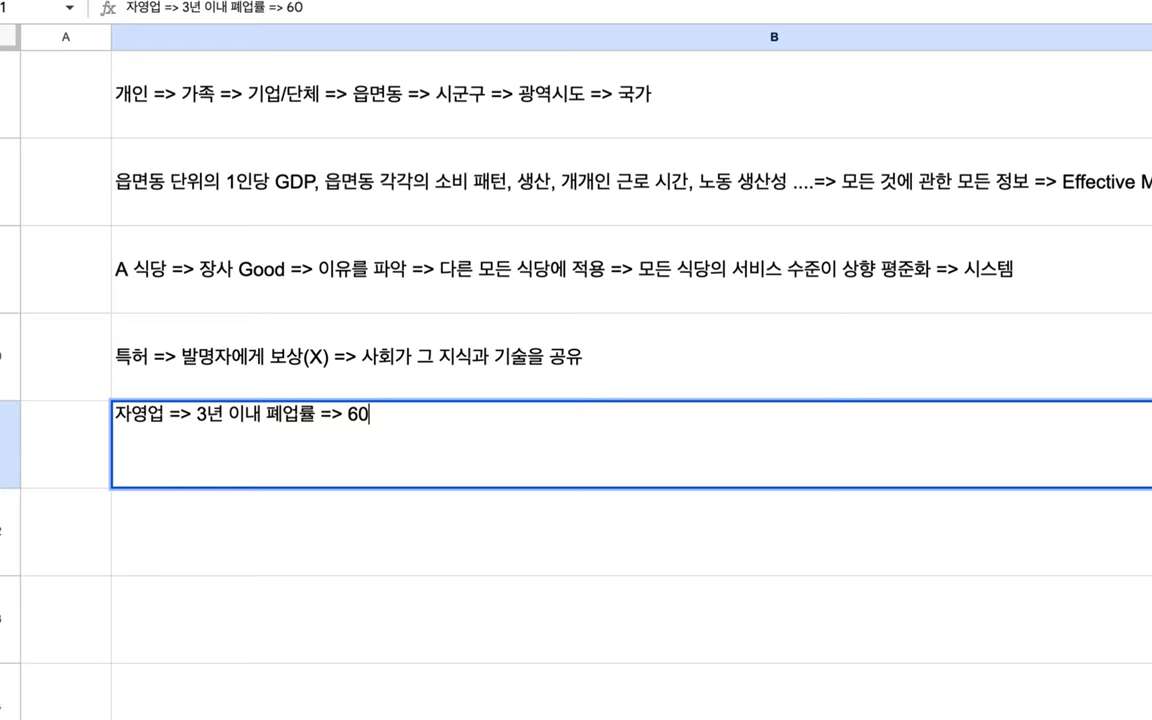 1 fx 자영업 => 3년 이내 폐업률 => 60
A B
개인 => 가족 => 기업/단체 => 읍면동 => 시군구 => 광역시도 => 국가
읍면동 단위의 1인당 GDP, 읍면동 각각의 소비 패턴, 생산, 개개인 근로 시간, 노동 생산성 ....=> 모든 것에 관한 모든 정보 => Effective M
A 식당 => 장사 Good => 이유를 파악 => 다른 모든 식당에 적용 => 모든 식당의 서비스 수준이 상향 평준화 => 시스템
특허 => 발명자에게 보상(X) => 사회가 그 지식과 기술을 공유
자영업 => 3년 이내 폐업률 => 60